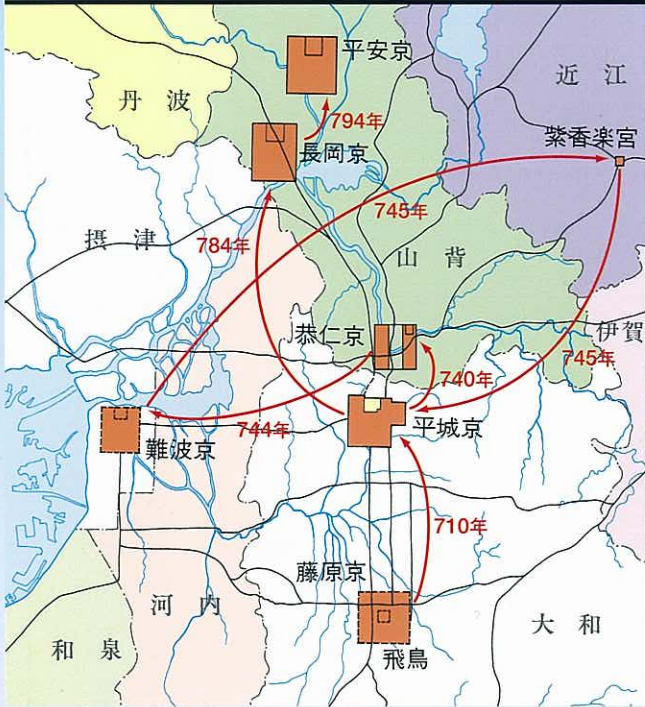 平安京
近江
丹波
794年
紫香楽宮
長岡京
745年
784年
摂津
山背
伊賀
恭仁京
745年
740年
平城京
744年
難波京
710年
藤原京
河内
大和
飛鳥
和泉